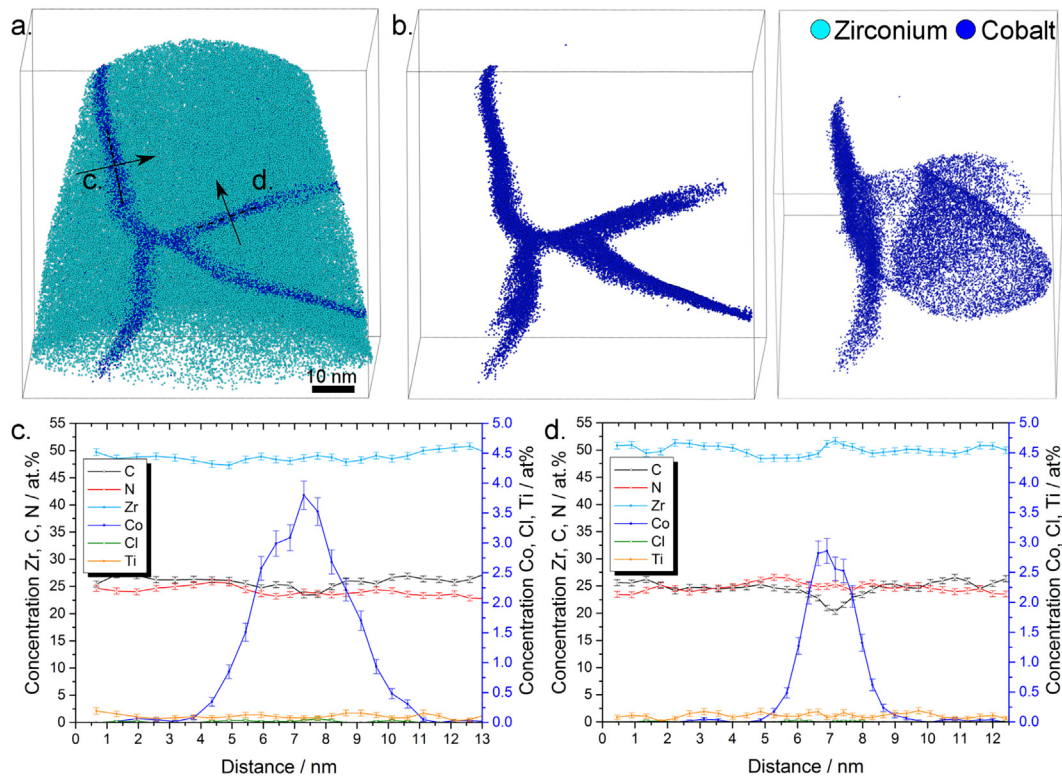 a.
b.
Zirconium Cobalt
c.
d.
10 nm
c.
Concentration Zr, C, N / at.%
55
50
45
40
35
30
25
20
15
10
5
0
C
N
Zr
Co
Cl
Ti
5.0
4.5
4.0
3.5
3.0
2.5
2.0
1.5
1.0
0.5
0.0
Concentration Co, Cl, Ti / at%
0 1 2 3 4 5 6 7 8 9 10 11 12 13
Distance / nm
d.
Concentration Zr, C, N / at.%
55
50
45
40
35
30
25
20
15
10
5
0
C
N
Zr
Co
Cl
Ti
5.0
4.5
4.0
3.5
3.0
2.5
2.0
1.5
1.0
0.5
0.0
Concentration Co, Cl, Ti / at%
0 1 2 3 4 5 6 7 8 9 10 11 12
Distance / nm